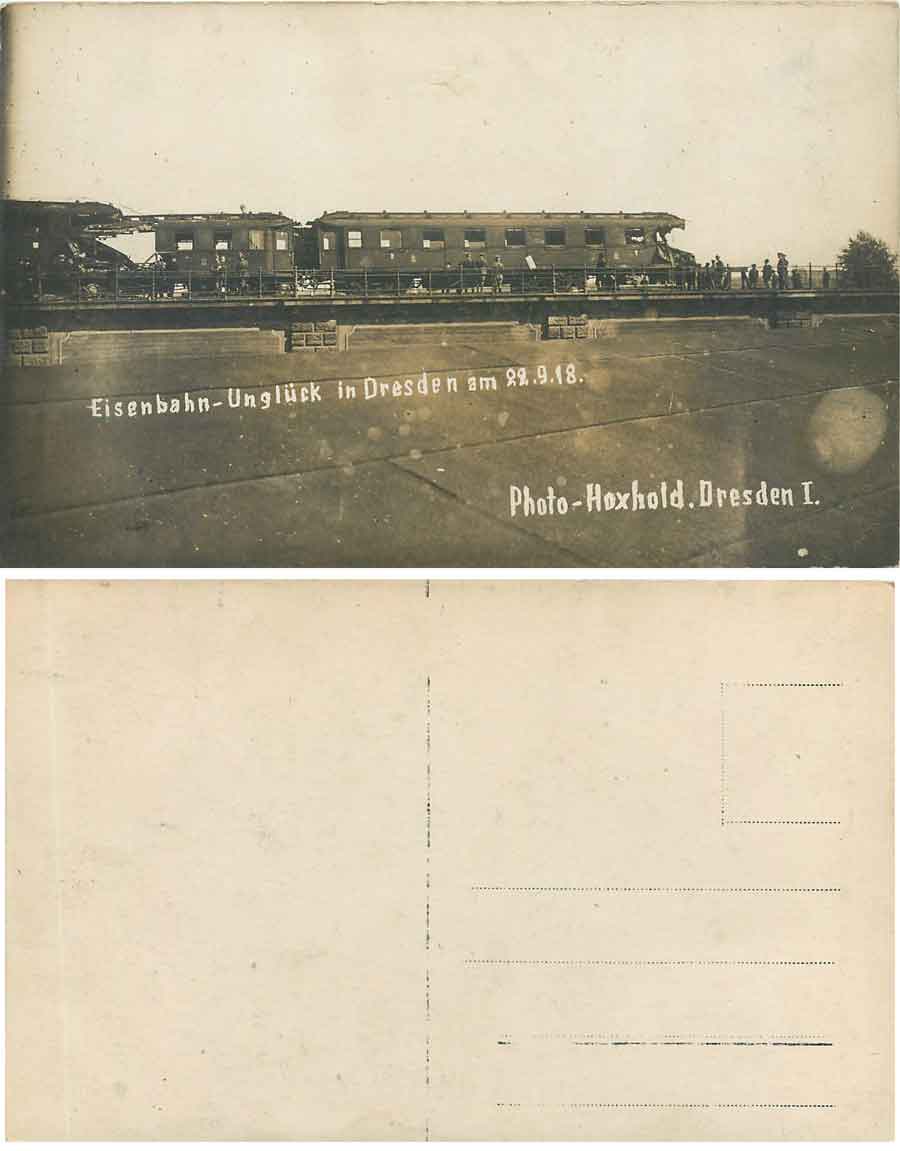 Eisenbahn-Unglück in Dresden am 22.9.18.
Photo-Hoxhold. Dresden I.